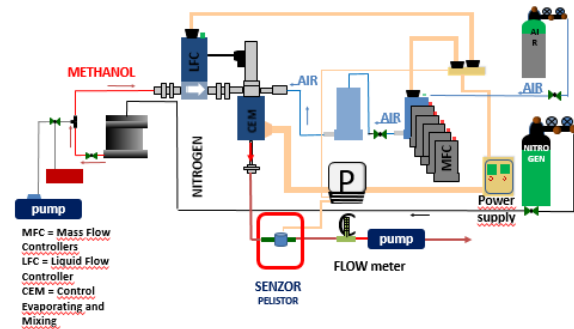 METHANOL
LFC
AIR
CEM
AIR
MFC
AI
R
AIR
NITRO
GEN
NITROGEN
P
Power
supply
pump
MFC = Mass Flow
Controllers
LFC = Liquid Flow
Controller
CEM = Control
Evaporating and
Mixing
pump
FLOW meter
SENZOR
PELISTOR